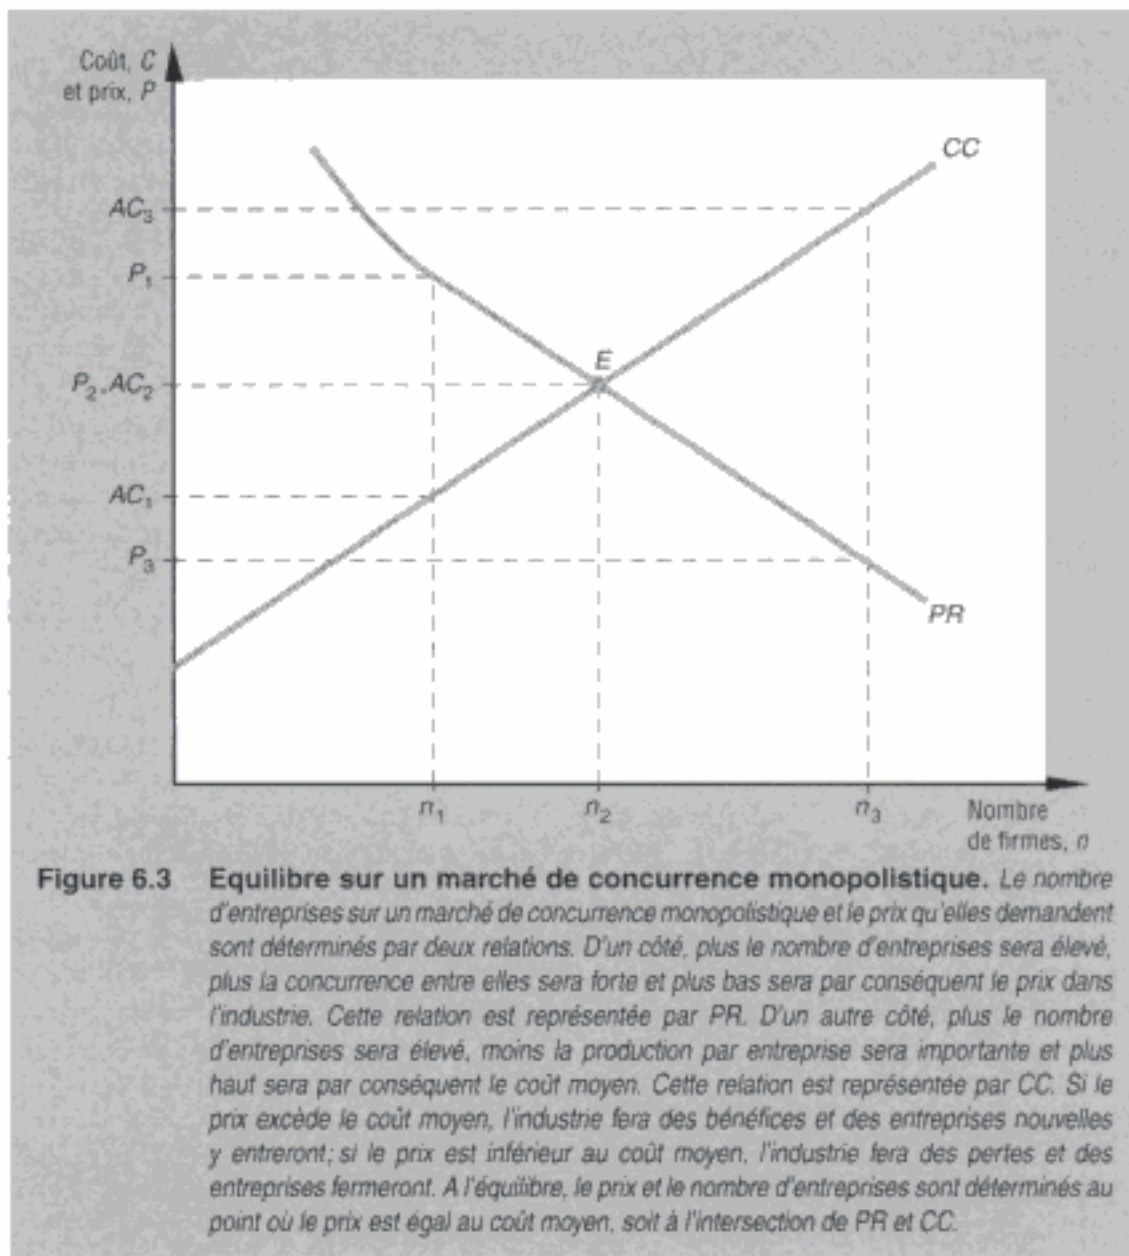 Coût, C
et prix, P
CC
AC₃
P₁
E
P₂,AC₂
AC₁
P₃
PR
n₁
n₂
n₃
Nombre
de firmes, n
Figure 6.3 Equilibre sur un marché de concurrence monopolistique. Le nombre
d'entreprises sur un marché de concurrence monopolistique et le prix qu'elles demandent
sont déterminés par deux relations. D'un côté, plus le nombre d'entreprises sera élevé,
plus la concurrence entre elles sera forte et plus bas sera par conséquent le prix dans
l'industrie. Cette relation est représentée par PR. D'un autre côté, plus le nombre
d'entreprises sera élevé, moins la production par entreprise sera importante et plus
haut sera par conséquent le coût moyen. Cette relation est représentée par CC. Si le
prix excède le coût moyen, l'industrie fera des bénéfices et des entreprises nouvelles
y entreront; si le prix est inférieur au coût moyen, l'industrie fera des pertes et des
entreprises fermeront. A l'équilibre, le prix et le nombre d'entreprises sont déterminés au
point où le prix est égal au coût moyen, soit à l'intersection de PR et CC.